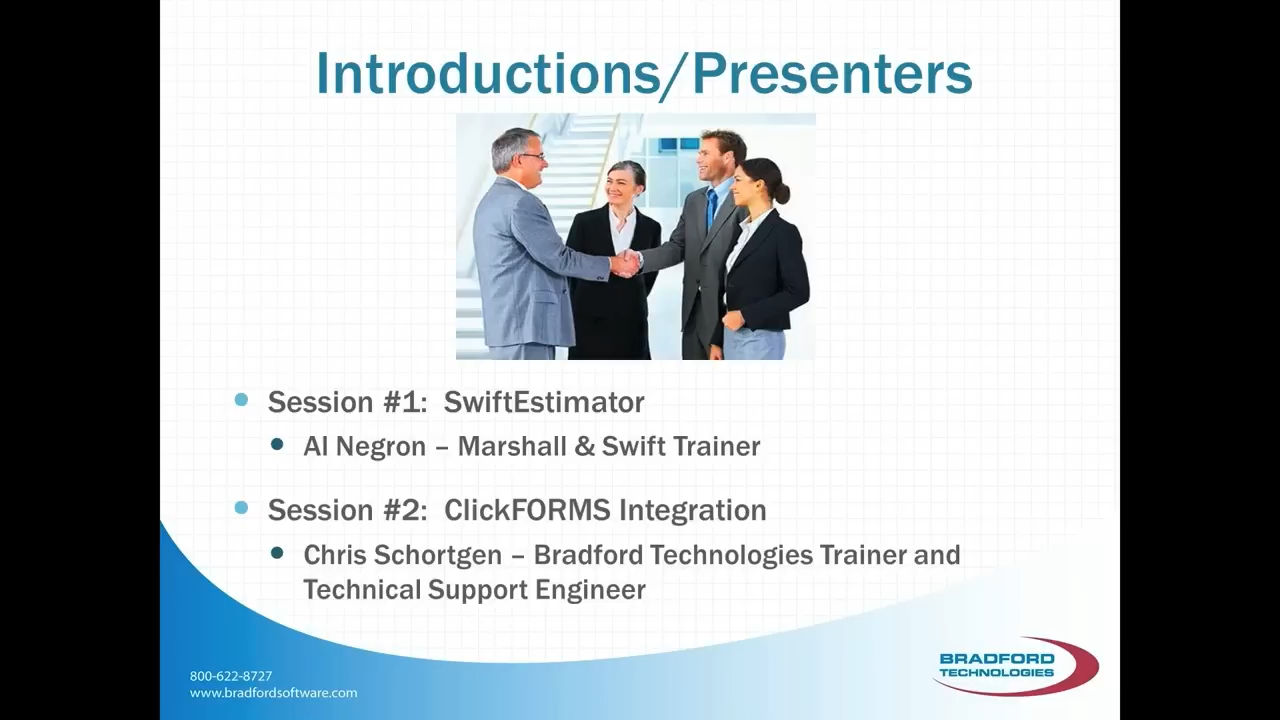 Introductions/Presenters
Session #1: SwiftEstimator
Al Negron – Marshall & Swift Trainer
Session #2: ClickFORMS Integration
Chris Schortgen – Bradford Technologies Trainer and
Technical Support Engineer
800-622-8727
www.bradfordsoftware.com
BRADFORD
TECHNOLOGIES